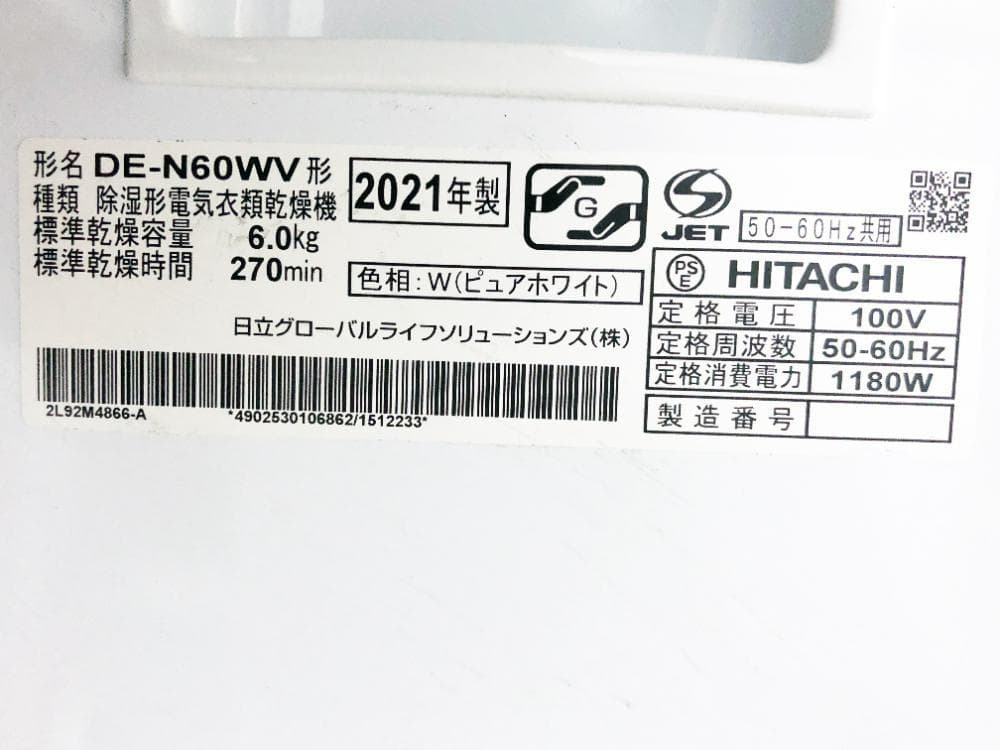 形名 DE-N60WV 形
種類 除湿形電気衣類乾燥機
標準乾燥容量 6.0kg
標準乾燥時間 270min
2021年製
G
JET
50-60Hz共用
色相:W(ピュアホワイト)
日立グローバルライフソリューションズ(株)
2L92M4866-A
*4902530106862/1512233*
PS E HITACHI
定格電圧 100V
定格周波数 50-60Hz
定格消費電力 1180W
製造番号